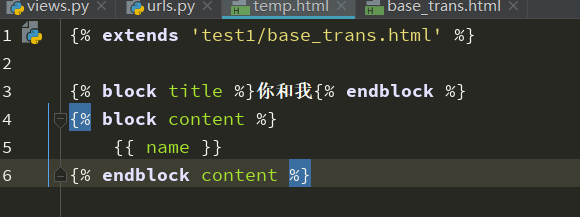 views.py urls.py temp.html base_trans.html
1 {% extends 'test1/base_trans.html' %}
2
3 {% block title %}你和我{% endblock %}
4 {% block content %}
5 {{ name }}
6 {% endblock content %}